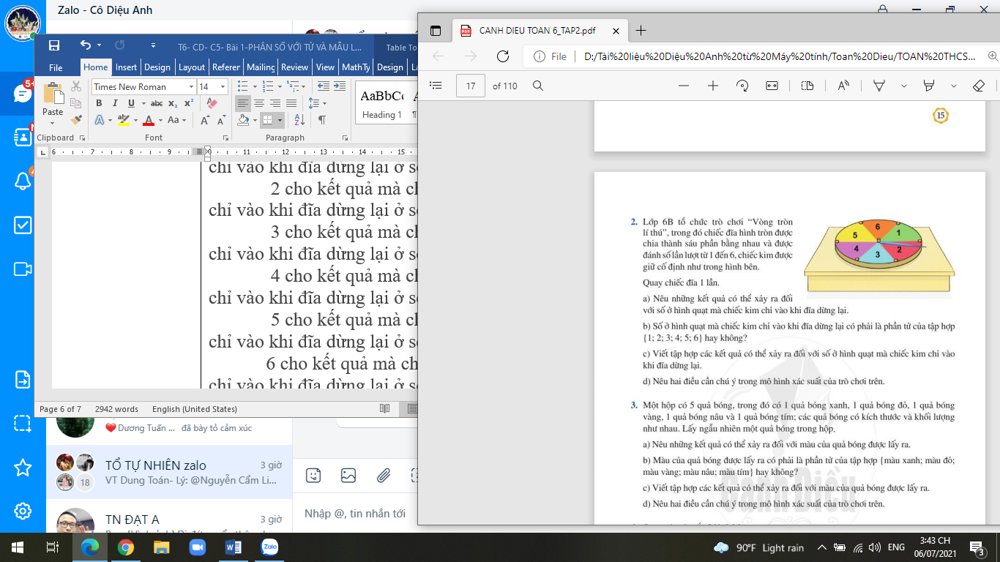 Zalo - Cô Diệu Anh
T6- CD- C5- Bài 1-PHÂN SỐ VỚI TỬ VÀ MẪU L...
Table To
File
Home
Insert
Design
Layout
Referer
Mailing
Review
View
MathTy
Design
La
Paste
Times New Roman
14
B I U abc x₂ x²
Aa
AaBbCc
Heading 1
Clipboard
Font
Paragraph
6 7 8 9 10 11 12 13 14 15
chỉ vào khi đĩa dừng lại ở số
2 cho kết quả mà ch
chỉ vào khi đĩa dừng lại ở số
3 cho kết quả mà ch
chỉ vào khi đĩa dừng lại ở số
4 cho kết quả mà ch
chỉ vào khi đĩa dừng lại ở số
5 cho kết quả mà ch
chỉ vào khi đĩa dừng lại ở số
6 cho kết quả mà ch
chỉ vào khi đĩa dừng lại ở số
Page 6 of 7
2942 words
English (United States)
5+
Dương Tuấn ... đã bày tỏ cảm xúc
TỔ TỰ NHIÊN zalo
3 giờ
18
VT Dung Toán- Lý: @Nguyễn Cẩm Li...
TN ĐẠT A
3 giờ
Nhập @, tin nhắn tới
CANH DIEU TOAN 6_TAP2.pdf
File
D:/Tài%20liệu%20Diệu%20Anh%20từ%20Máy%20tính/Toan%20Dieu/TOAN%20THCS...
17
of 110
15
2. Lớp 6B tổ chức trò chơi “Vòng tròn
lí thú”, trong đó chiếc đĩa hình tròn được
chia thành sáu phần bằng nhau và được
đánh số lần lượt từ 1 đến 6, chiếc kim được
giữ cố định như trong hình bên.
6
5
1
4
2
3
Quay chiếc đĩa 1 lần.
a) Nêu những kết quả có thể xảy ra đối
với số ở hình quạt mà chiếc kim chỉ vào khi đĩa dừng lại.
b) Số ở hình quạt mà chiếc kim chỉ vào khi đĩa dừng lại có phải là phần tử của tập hợp
{1; 2; 3; 4; 5; 6} hay không?
c) Viết tập hợp các kết quả có thể xảy ra đối với số ở hình quạt mà chiếc kim chỉ vào
khi đĩa dừng lại.
d) Nêu hai điều cần chú ý trong mô hình xác suất của trò chơi trên.
3. Một hộp có 5 quả bóng, trong đó có 1 quả bóng xanh, 1 quả bóng đỏ, 1 quả bóng
vàng, 1 quả bóng nâu và 1 quả bóng tím; các quả bóng có kích thước và khối lượng
như nhau. Lấy ngẫu nhiên một quả bóng trong hộp.
a) Nêu những kết quả có thể xảy ra đối với màu của quả bóng được lấy ra.
b) Màu của quả bóng được lấy ra có phải là phần tử của tập hợp {màu xanh; màu đỏ;
màu vàng; màu nâu; màu tím} hay không?
c) Viết tập hợp các kết quả có thể xảy ra đối với màu của quả bóng được lấy ra.
d) Nêu hai điều cần chú ý trong mô hình xác suất của trò chơi trên.
Cánh Diều
Zalo
90°F Light rain
ENG
3:43 CH
06/07/2021
3